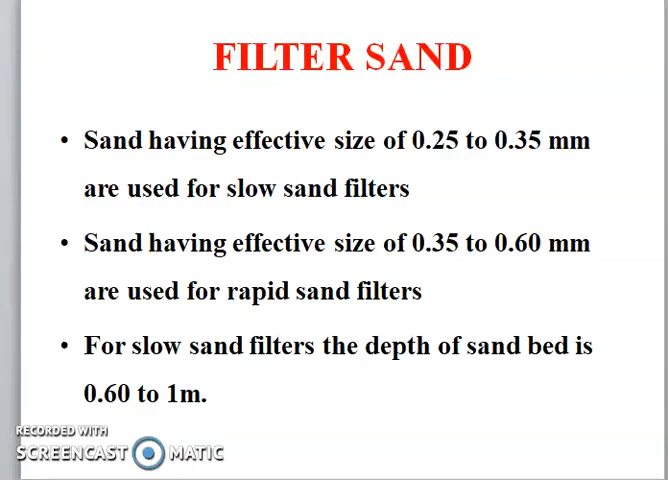 FILTER SAND
• Sand having effective size of 0.25 to 0.35 mm
are used for slow sand filters
• Sand having effective size of 0.35 to 0.60 mm
are used for rapid sand filters
• For slow sand filters the depth of sand bed is
0.60 to 1m.
RECORDED WITH
SCREENCAST MATIC